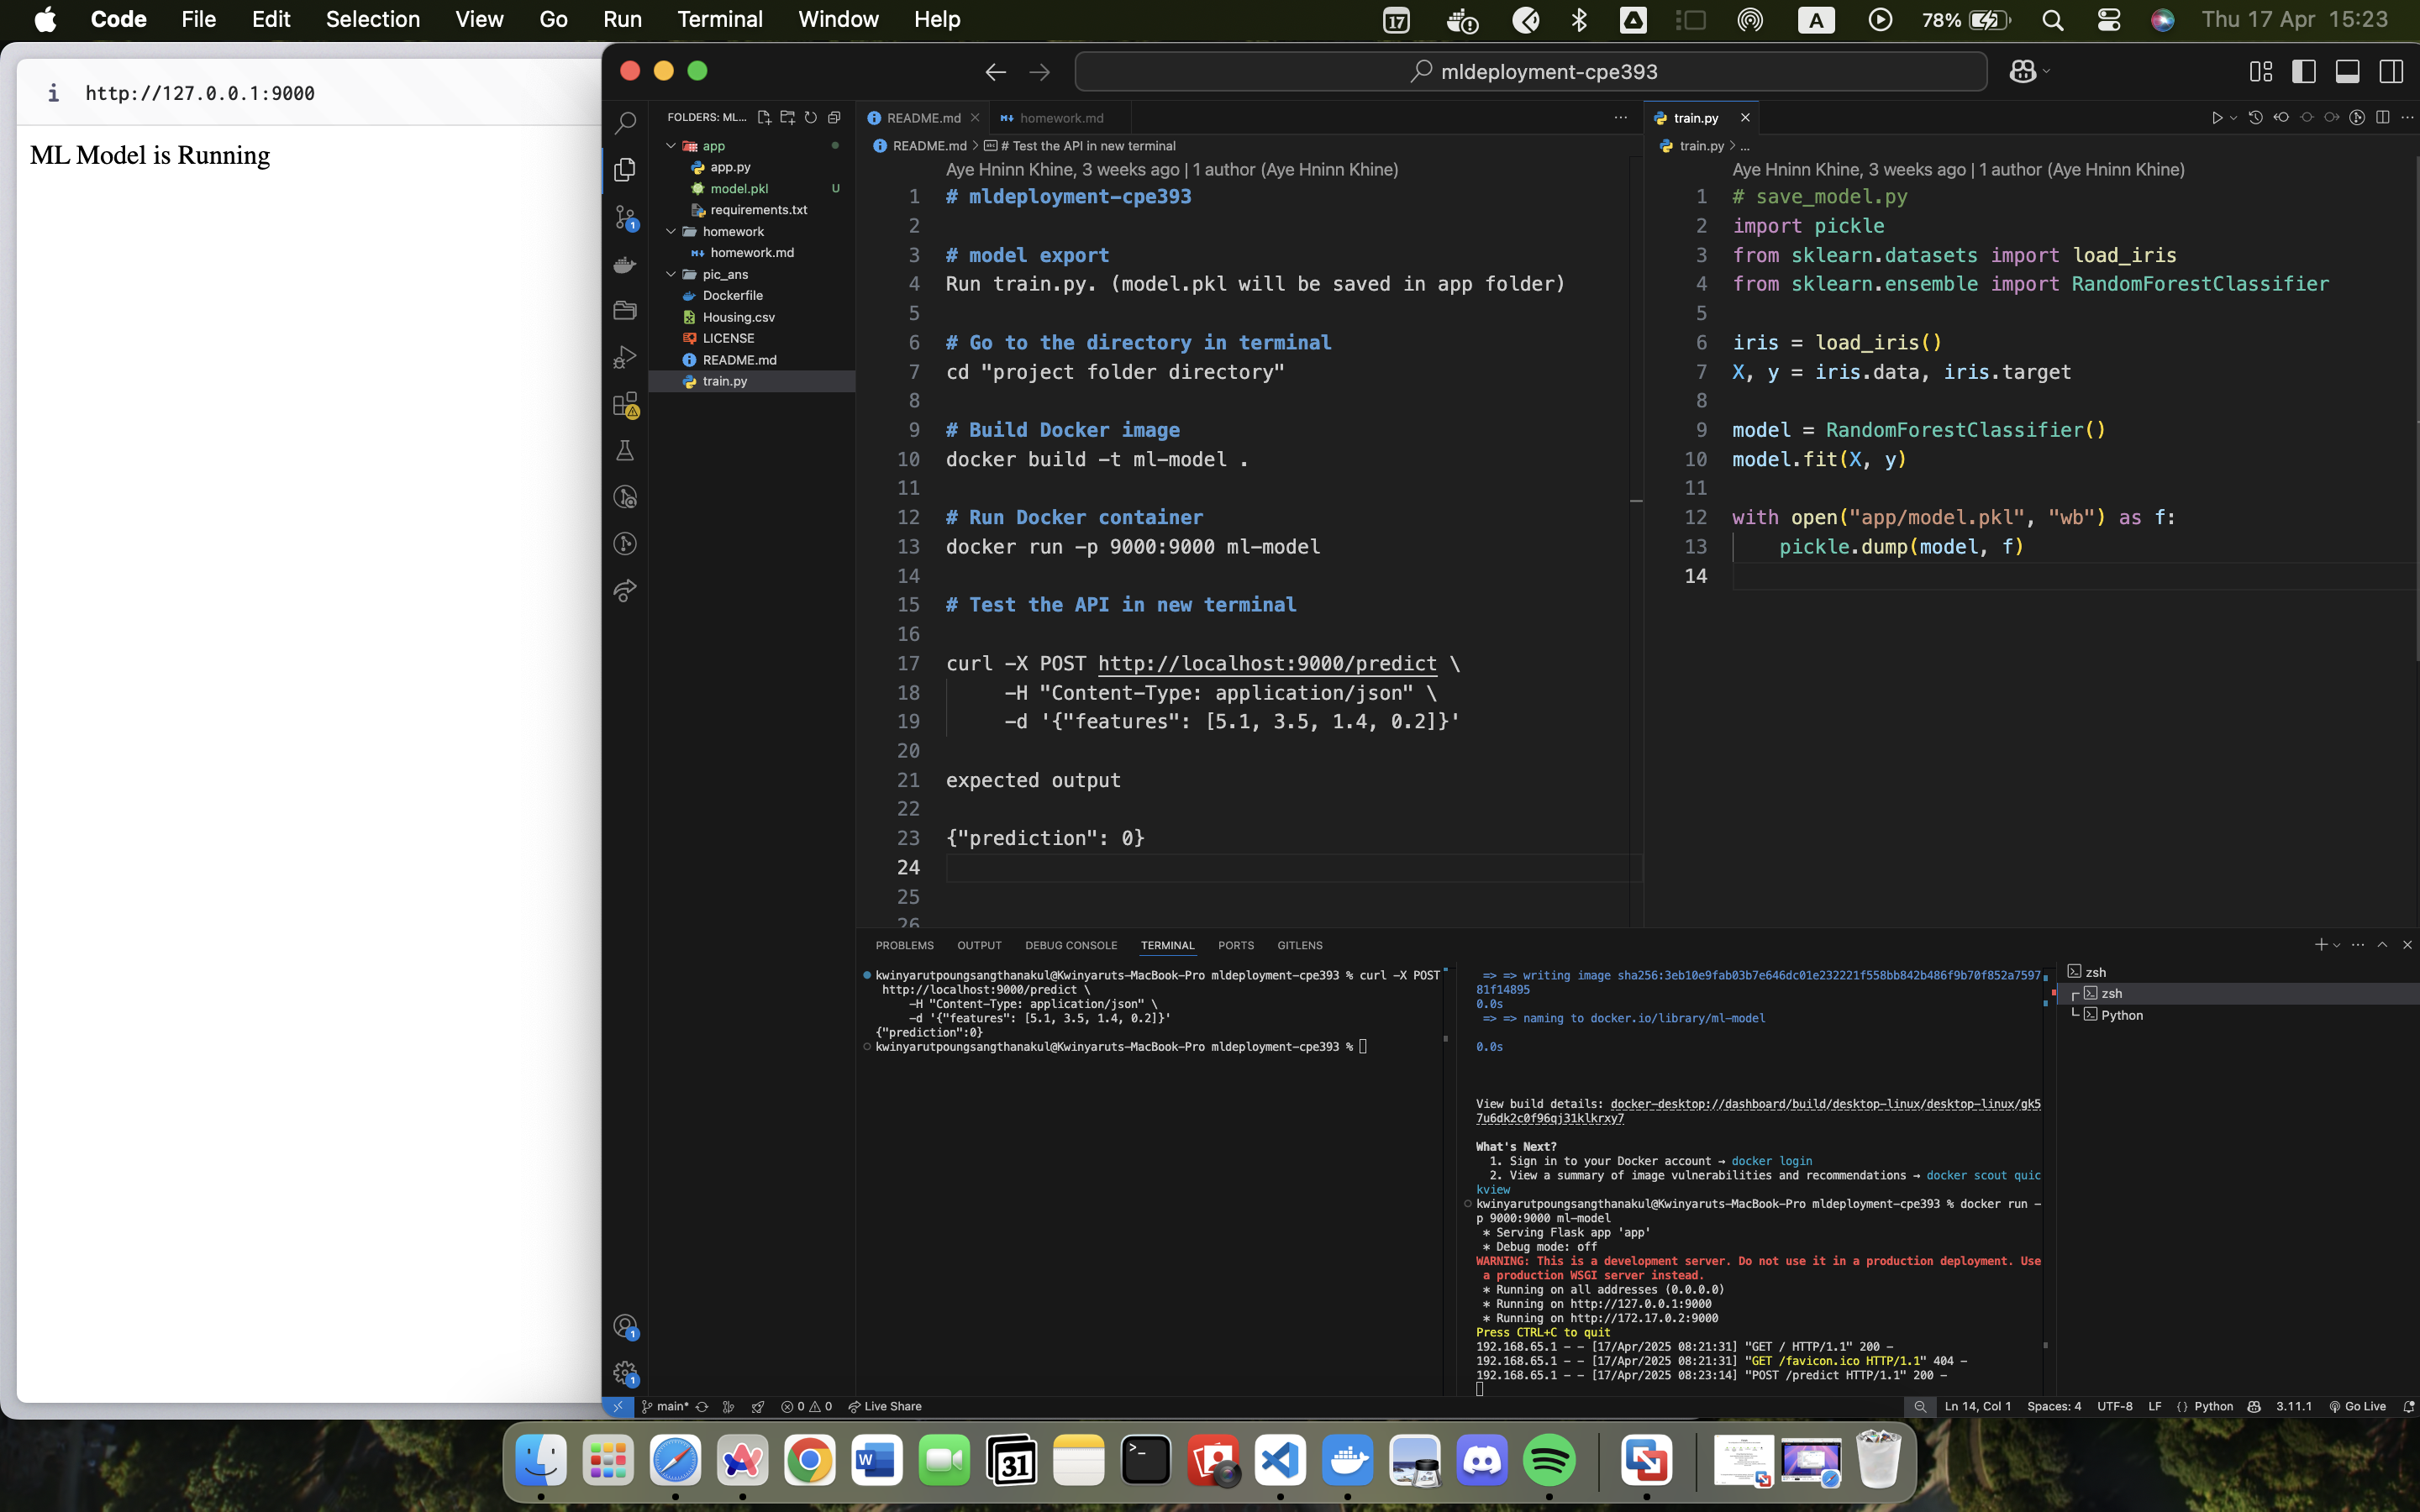 Code File Edit Selection View Go Run Terminal Window Help
17 A 78% Thu 17 Apr 15:23
i http://127.0.0.1:9000
ML Model is Running
mldeployment-cpe393
FOLDERS: ML...
app
app.py
model.pkl U
requirements.txt
homework
homework.md
pic_ans
Dockerfile
Housing.csv
LICENSE
README.md
train.py
README.md homework.md
README.md > # Test the API in new terminal
Aye Hninn Khine, 3 weeks ago | 1 author (Aye Hninn Khine)
1 # mldeployment-cpe393
2
3 # model export
4 Run train.py. (model.pkl will be saved in app folder)
5
6 # Go to the directory in terminal
7 cd "project folder directory"
8
9 # Build Docker image
10 docker build -t ml-model .
11
12 # Run Docker container
13 docker run -p 9000:9000 ml-model
14
15 # Test the API in new terminal
16
17 curl -X POST http://localhost:9000/predict \
18 -H "Content-Type: application/json" \
19 -d '{"features": [5.1, 3.5, 1.4, 0.2]}'
20
21 expected output
22
23 {"prediction": 0}
24
25
26
train.py
train.py > ...
Aye Hninn Khine, 3 weeks ago | 1 author (Aye Hninn Khine)
1 # save_model.py
2 import pickle
3 from sklearn.datasets import load_iris
4 from sklearn.ensemble import RandomForestClassifier
5
6 iris = load_iris()
7 X, y = iris.data, iris.target
8
9 model = RandomForestClassifier()
10 model.fit(X, y)
11
12 with open("app/model.pkl", "wb") as f:
13 pickle.dump(model, f)
14
PROBLEMS OUTPUT DEBUG CONSOLE TERMINAL PORTS GITLENS
kwinyarutpoungsangthanakul@Kwinyaruts-MacBook-Pro mldeployment-cpe393 % curl -X POST
http://localhost:9000/predict \
-H "Content-Type: application/json" \
-d '{"features": [5.1, 3.5, 1.4, 0.2]}'
{"prediction":0}
kwinyarutpoungsangthanakul@Kwinyaruts-MacBook-Pro mldeployment-cpe393 %
=> => writing image sha256:3eb10e9fab03b7e646dc01e232221f558bb842b486f9b70f852a7597
81f14895
0.0s
=> => naming to docker.io/library/ml-model
0.0s
View build details: docker-desktop://dashboard/build/desktop-linux/desktop-linux/gk5
7u6dk2c0f96qj31klkrxy7
What's Next?
1. Sign in to your Docker account → docker login
2. View a summary of image vulnerabilities and recommendations → docker scout quic
kview
kwinyarutpoungsangthanakul@Kwinyaruts-MacBook-Pro mldeployment-cpe393 % docker run -
p 9000:9000 ml-model
* Serving Flask app 'app'
* Debug mode: off
WARNING: This is a development server. Do not use it in a production deployment. Use
a production WSGI server instead.
* Running on all addresses (0.0.0.0)
* Running on http://127.0.0.1:9000
* Running on http://172.17.0.2:9000
Press CTRL+C to quit
192.168.65.1 - - [17/Apr/2025 08:21:31] "GET / HTTP/1.1" 200 -
192.168.65.1 - - [17/Apr/2025 08:21:31] "GET /favicon.ico HTTP/1.1" 404 -
192.168.65.1 - - [17/Apr/2025 08:23:14] "POST /predict HTTP/1.1" 200 -
zsh
zsh
Python
main* 0 0 Live Share
Ln 14, Col 1 Spaces: 4 UTF-8 LF {} Python 3.11.1 Go Live
W
31